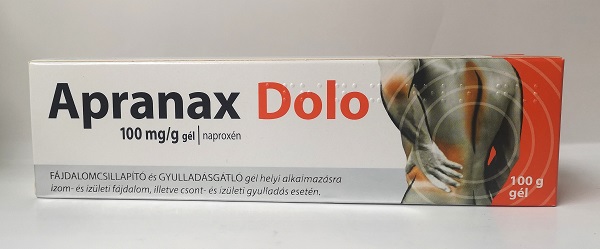 Apranax Dolo
100 mg/g gél | naproxén
FÁJDALOMCSILLAPÍTÓ és GYULLADÁSGÁTLÓ gél helyi alkalmazásra
izom- és ízületi fájdalom, illetve csont- és ízületi gyulladás esetén.
100 g
gél